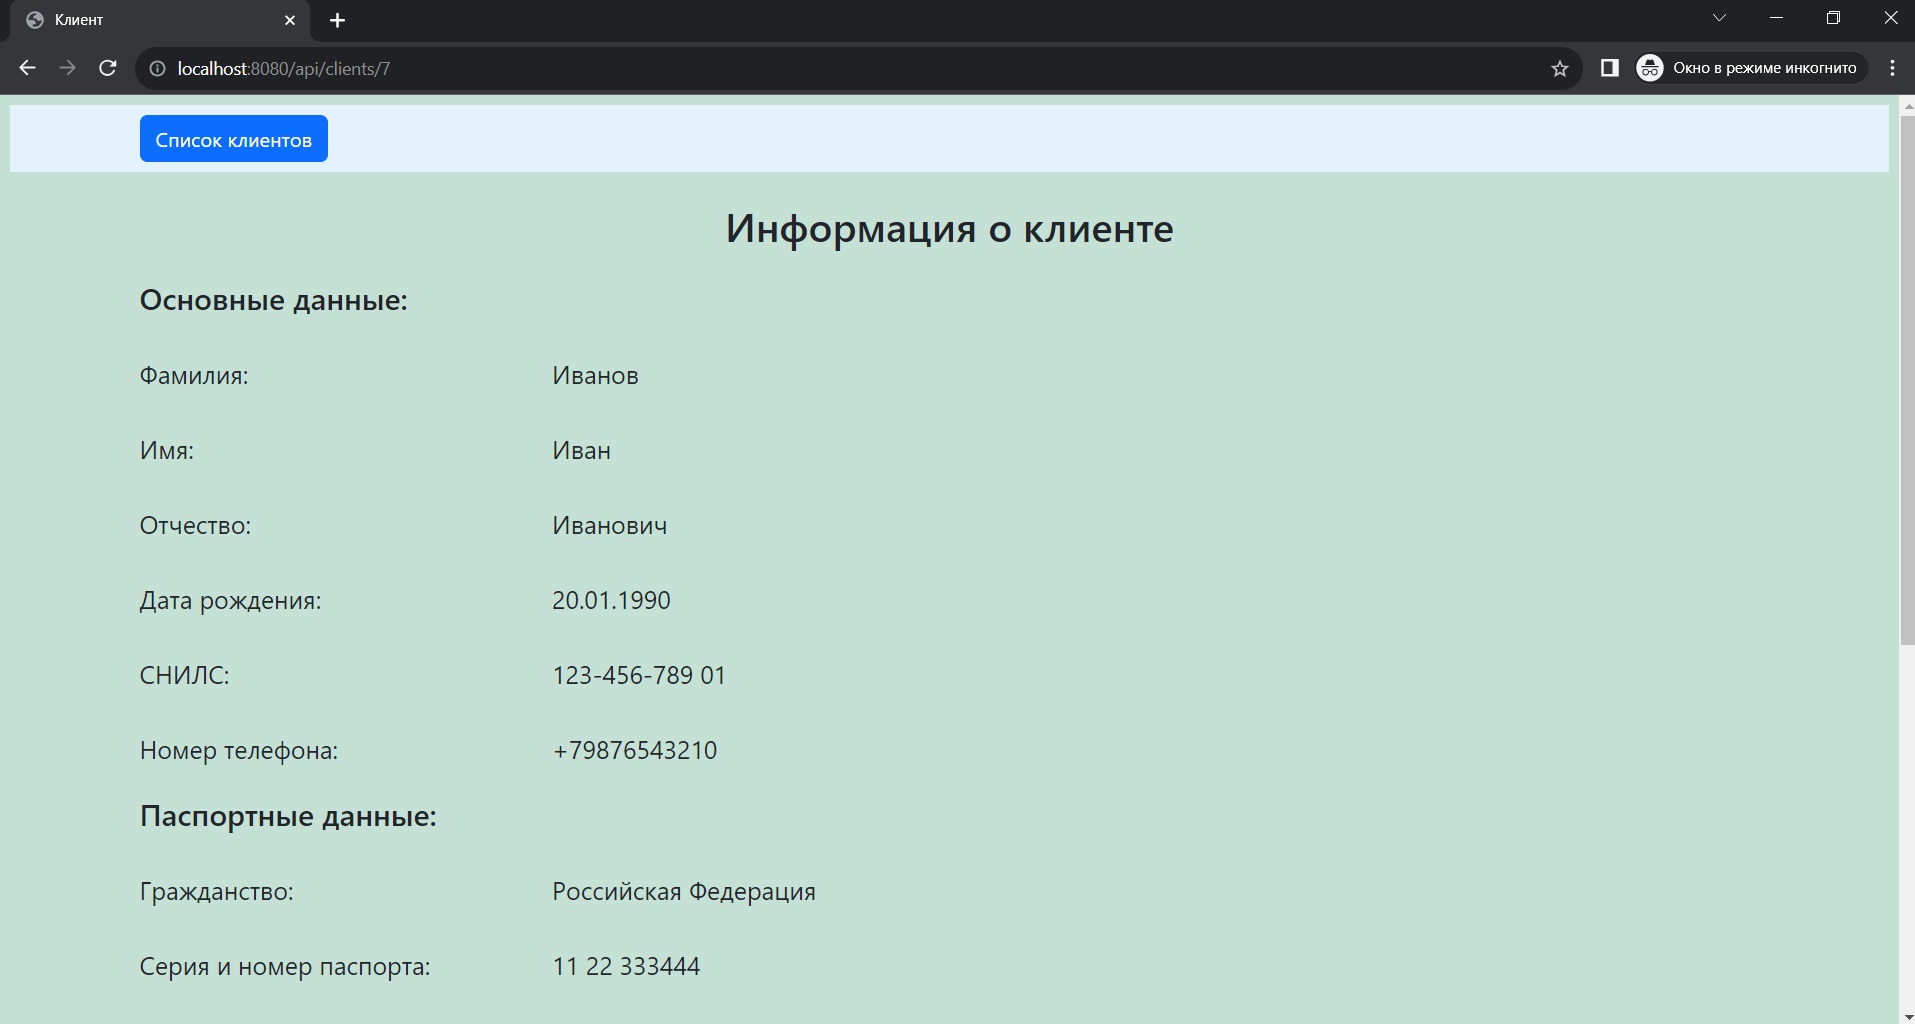 Клиент
localhost:8080/api/clients/7
Окно в режиме инкогнито
Список клиентов
Информация о клиенте
Основные данные:
Фамилия: Иванов
Имя: Иван
Отчество: Иванович
Дата рождения: 20.01.1990
СНИЛС: 123-456-789 01
Номер телефона: +79876543210
Паспортные данные:
Гражданство: Российская Федерация
Серия и номер паспорта: 11 22 333444